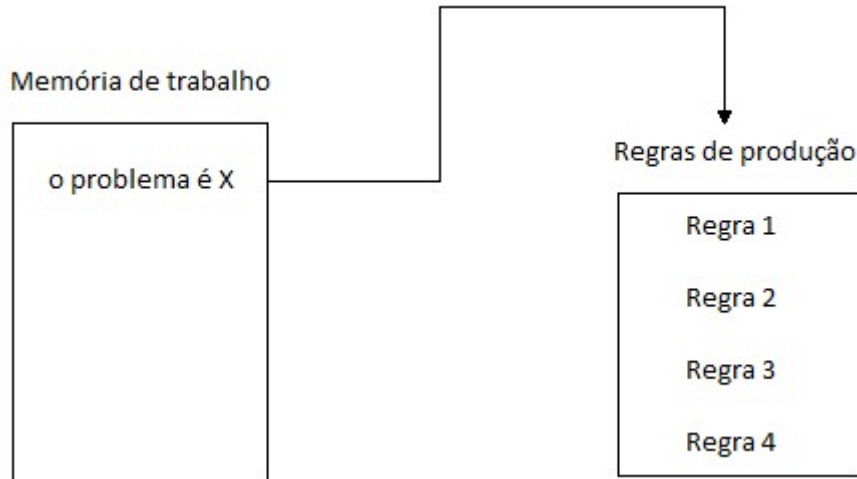 Memória de trabalho
o problema é X
Regras de produção
Regra 1
Regra 2
Regra 3
Regra 4